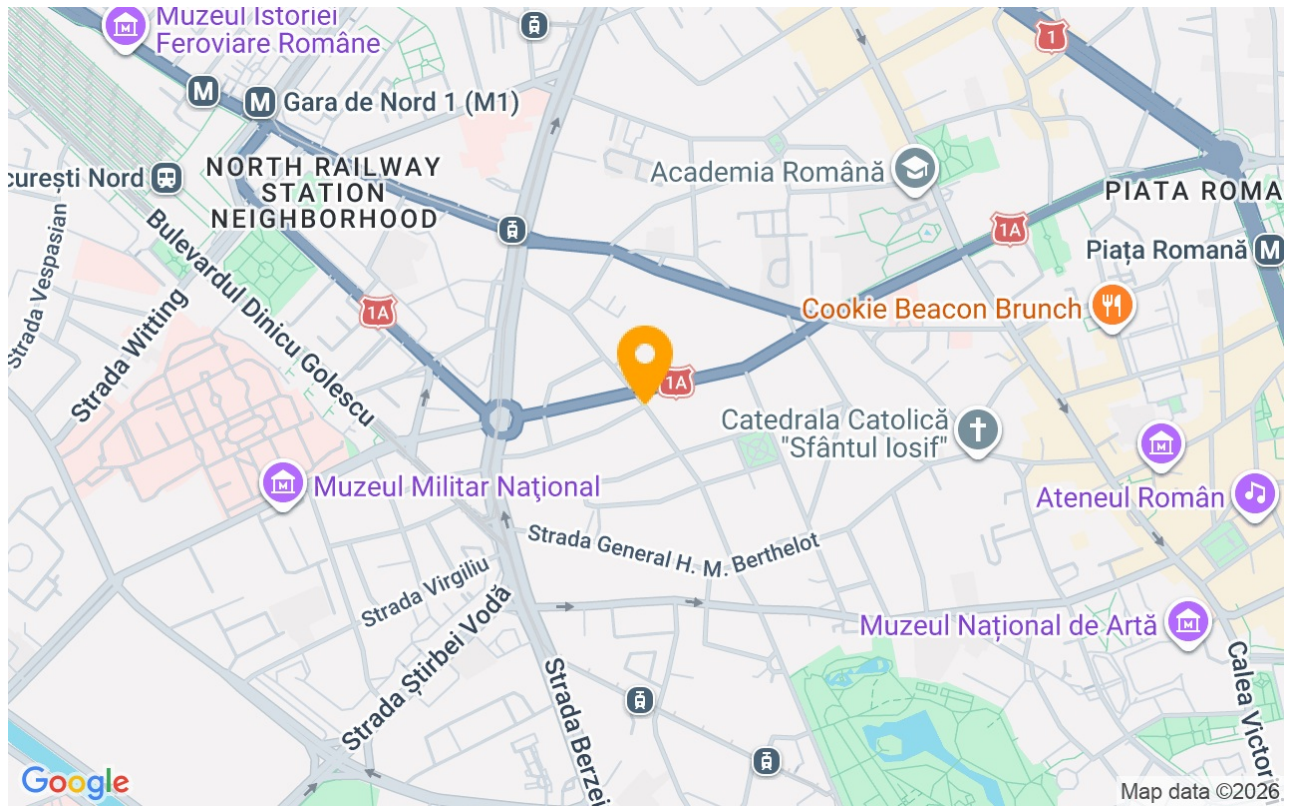 Muzeul Istoriei
Feroviare Române
1
M
M
Gara de Nord 1 (M1)
NORTH RAILWAY
STATION
NEIGHBORHOOD
curești Nord
Academia Română
PIATA ROMA
1A
Piața Romană
M
Strada Vespasian
Bulevardul Dinicu Golescu
Strada Witting
1A
Cookie Beacon Brunch
1A
Catedrala Catolică
"Sfântul Iosif"
M
Muzeul Militar Naţional
M
Ateneul Român
Strada General H. M. Berthelot
Strada Virgiliu
Strada Știrbei Vodă
Muzeul Național de Artă
M
Strada Berzei
Calea Victori
Google
Map data ©2026